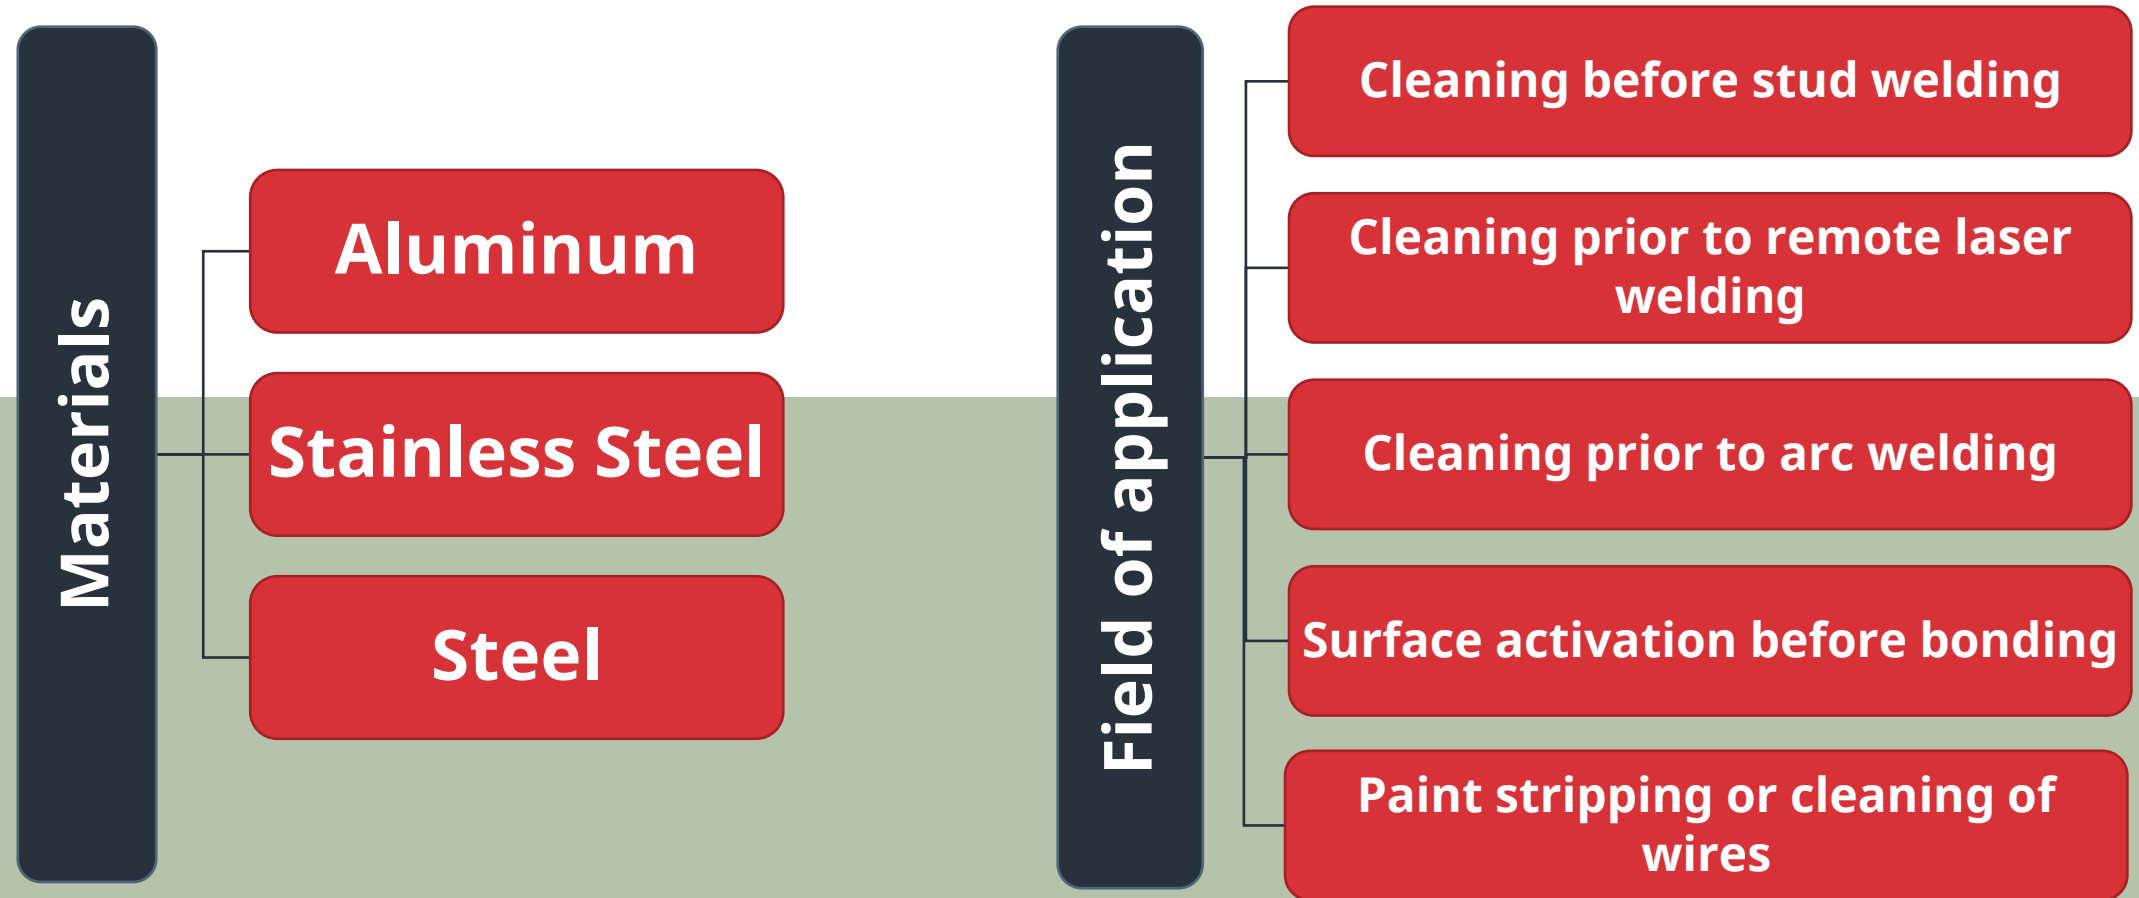 Materials
Aluminum
Stainless Steel
Steel
Field of application
Cleaning before stud welding
Cleaning prior to remote laser
welding
Cleaning prior to arc welding
Surface activation before bonding
Paint stripping or cleaning of
wires